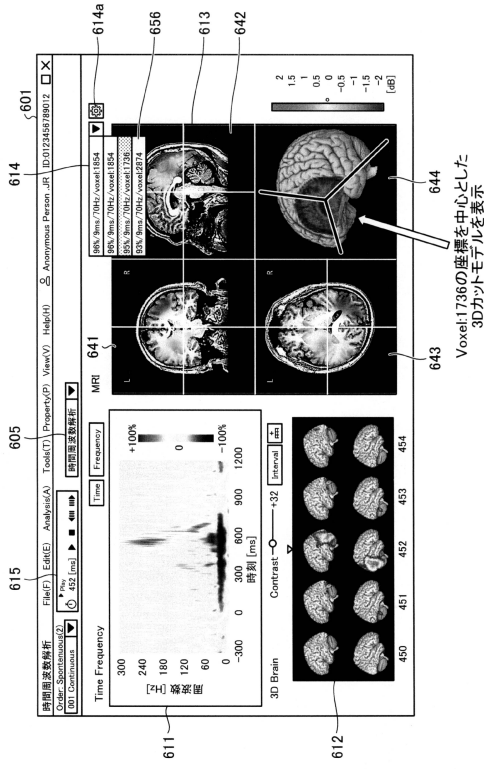 615
605
614
601
614a
時間周波数解析
File(F) Edit(E) Analysis(A) Tools(T) Property(P) View(V) Help(H)
Anonymous Person .JR ID:0123456789012
Order: Sponteneous(2)
001 Continuous
Play
452 [ms]
時間周波数解析
Time Frequency
Time
Frequency
300
240
180
120
60
0
周波数 [Hz]
-300
0
300
600
900
1200
時刻 [ms]
+100%
0
-100%
611
MRI
641
96%/9ms/70Hz/voxel:1854
96%/9ms/70Hz/voxel:1854
95%/9ms/70Hz/voxel:1736
93%/9ms/70Hz/voxel:2874
656
613
642
L
R
L
R
643
644
2
1.5
1
0.5
0
-0.5
-1
-1.5
-2
[dB]
3D Brain
Contrast
+32
Interval
450
451
452
453
454
612
Voxel:1736の座標を中心とした
3Dカットモデルを表示